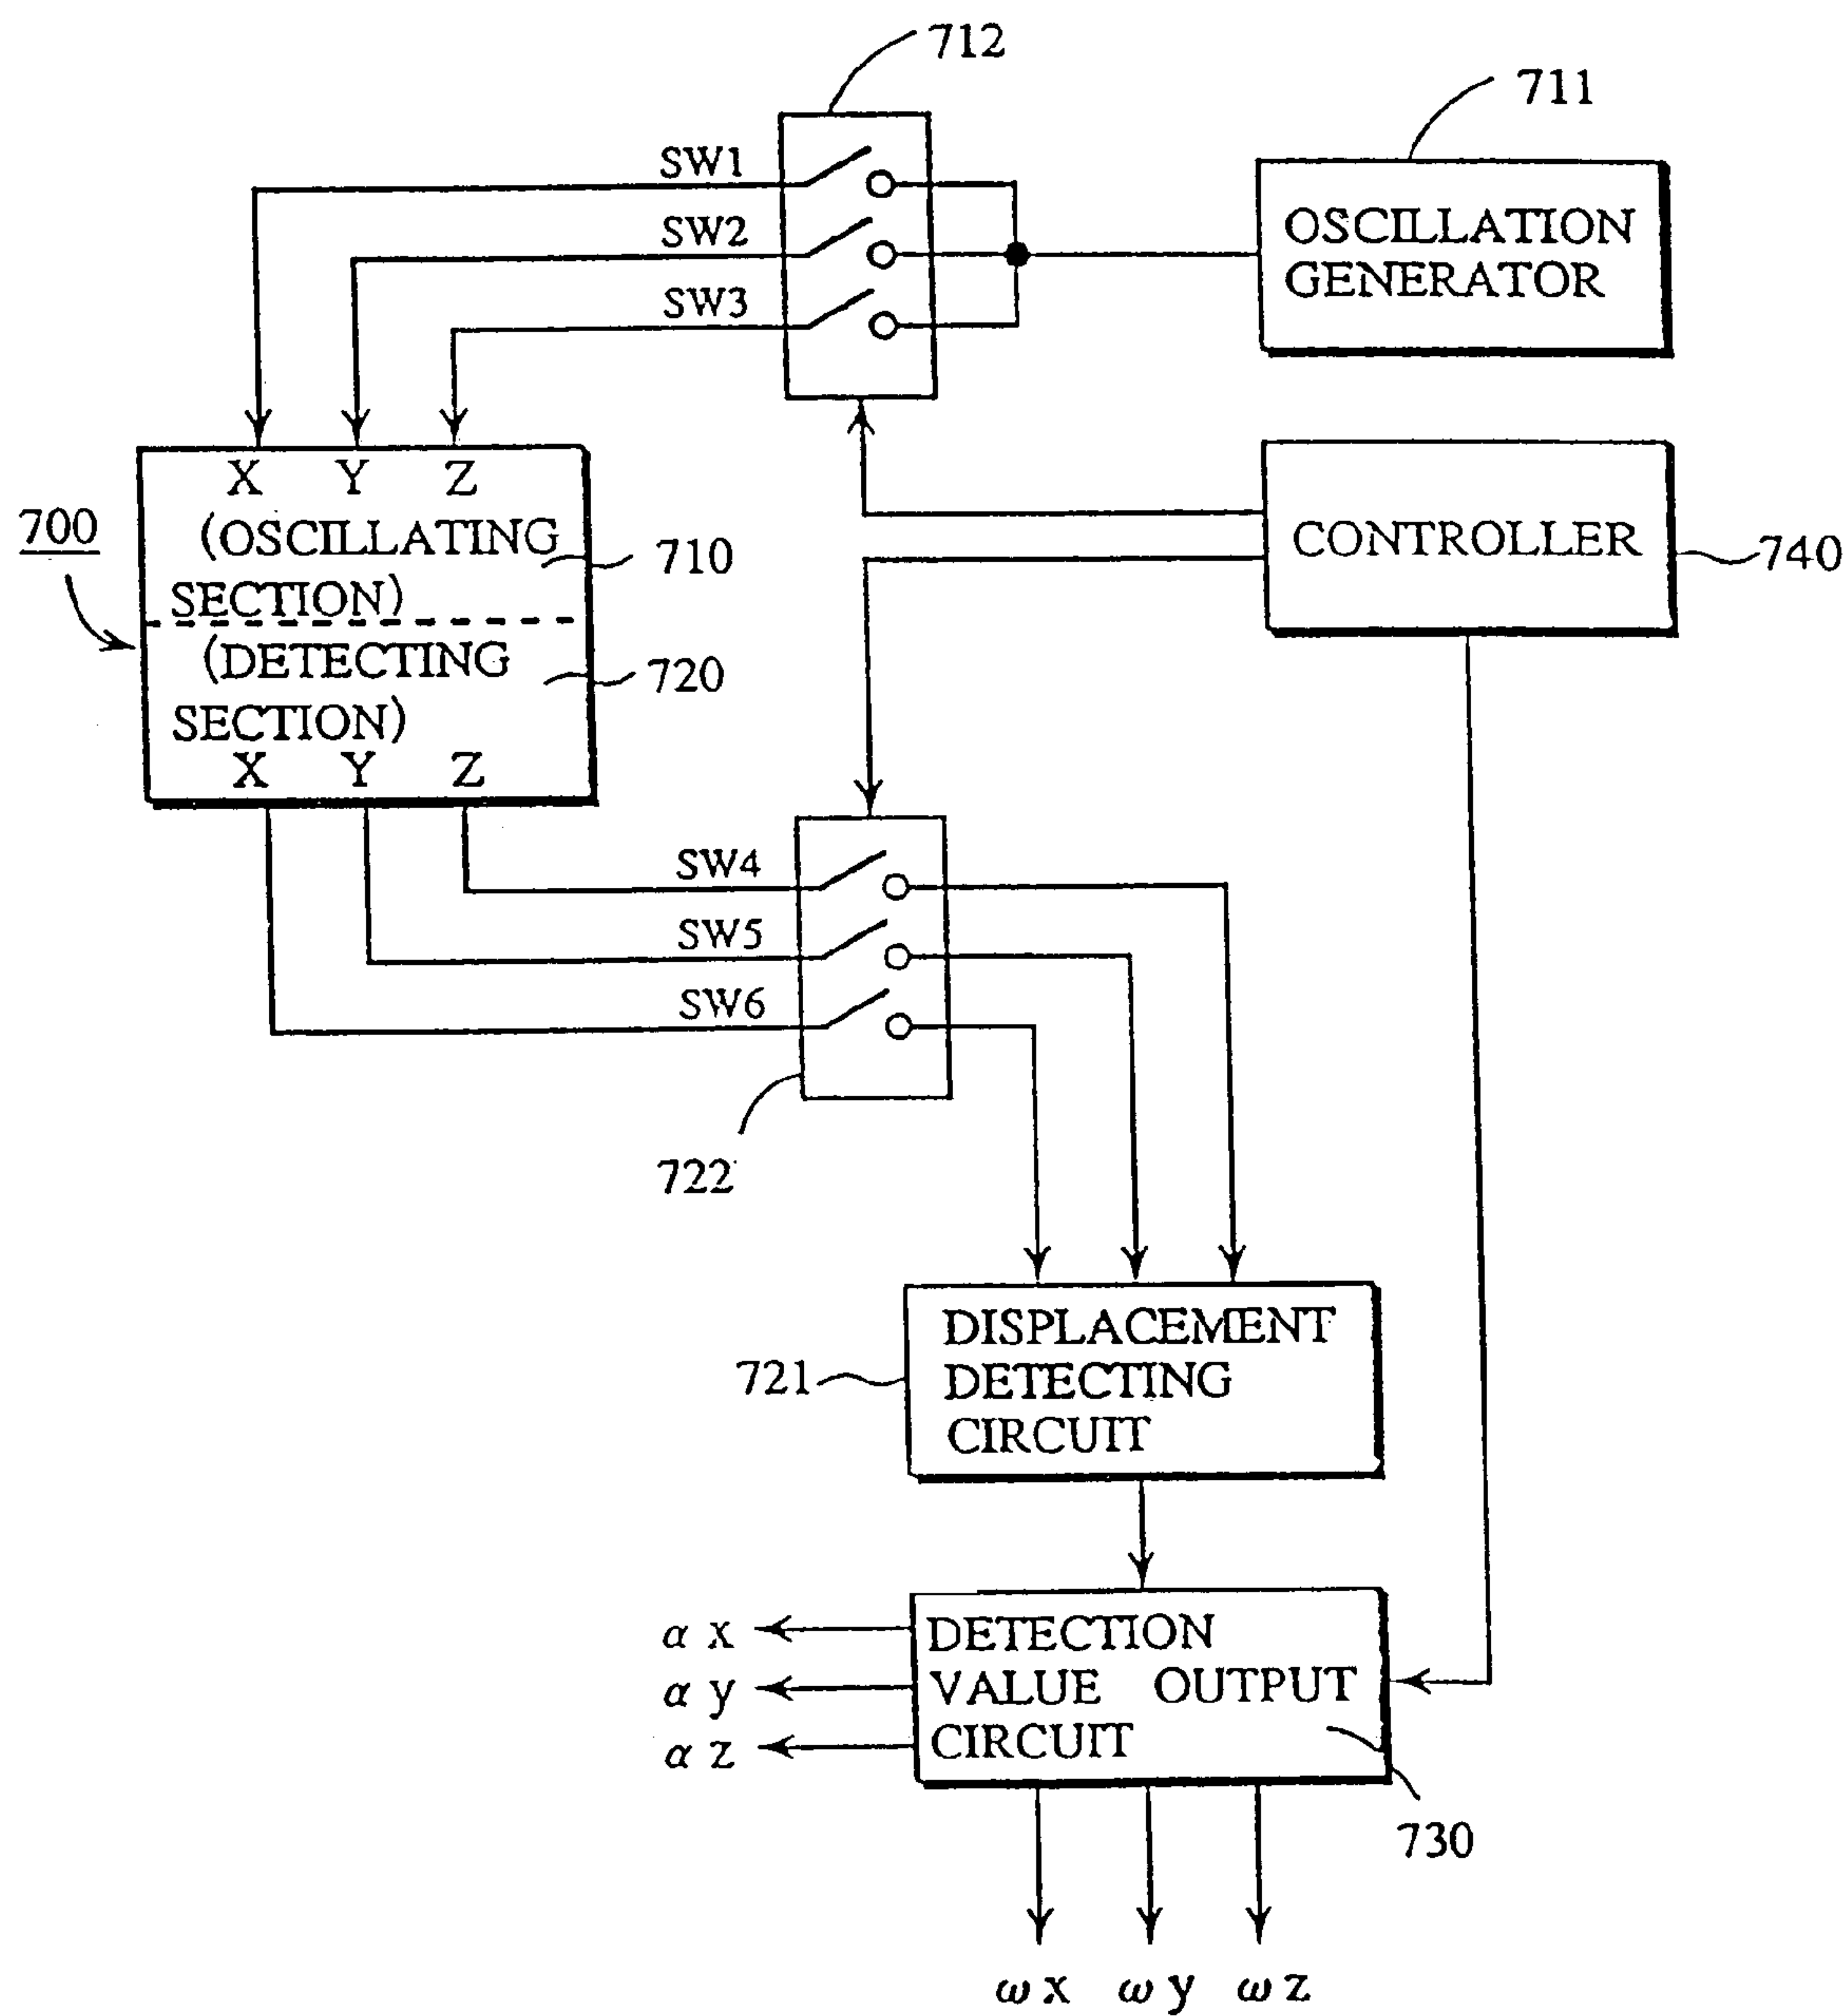 712
711
SW1
SW2
SW3
OSCILLATION
GENERATOR
X Y Z
(OSCILLATING
SECTION)
700
710
CONTROLLER
740
(DETECTING
SECTION)
720
X Y Z
SW4
SW5
SW6
722
DISPLACEMENT
DETECTING
CIRCUIT
721
α x
α y
α z
DETECTION
VALUE OUTPUT
CIRCUIT
730
ω x ω y ω z